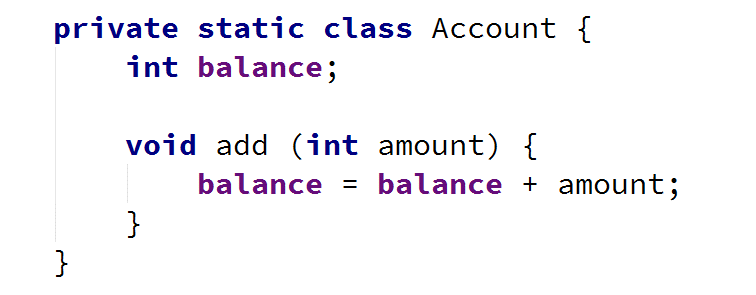 private static class Account {
    int balance;

    void add (int amount) {
        balance = balance + amount;
    }
}